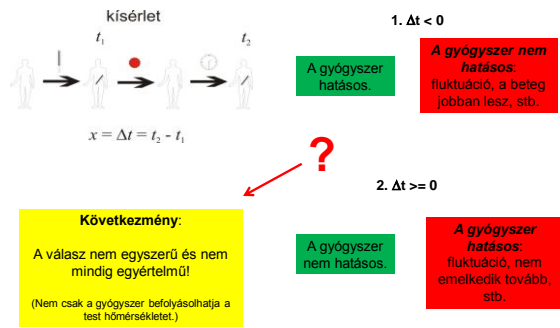 kísérlet
t1
t2
x = Δt = t2 - t1
1. Δt < 0
A gyógyszer
hatásos.
A gyógyszer nem
hatásos:
fluktuáció, a beteg
jobban lesz, stb.
?
2. Δt >= 0
A gyógyszer
nem hatásos.
A gyógyszer
hatásos:
fluktuáció, nem
emelkedik tovább,
stb.
Következmény:
A válasz nem egyszerű és nem
mindig egyértelmű!
(Nem csak a gyógyszer befolyásolhatja a
test hőmérsékletet.)